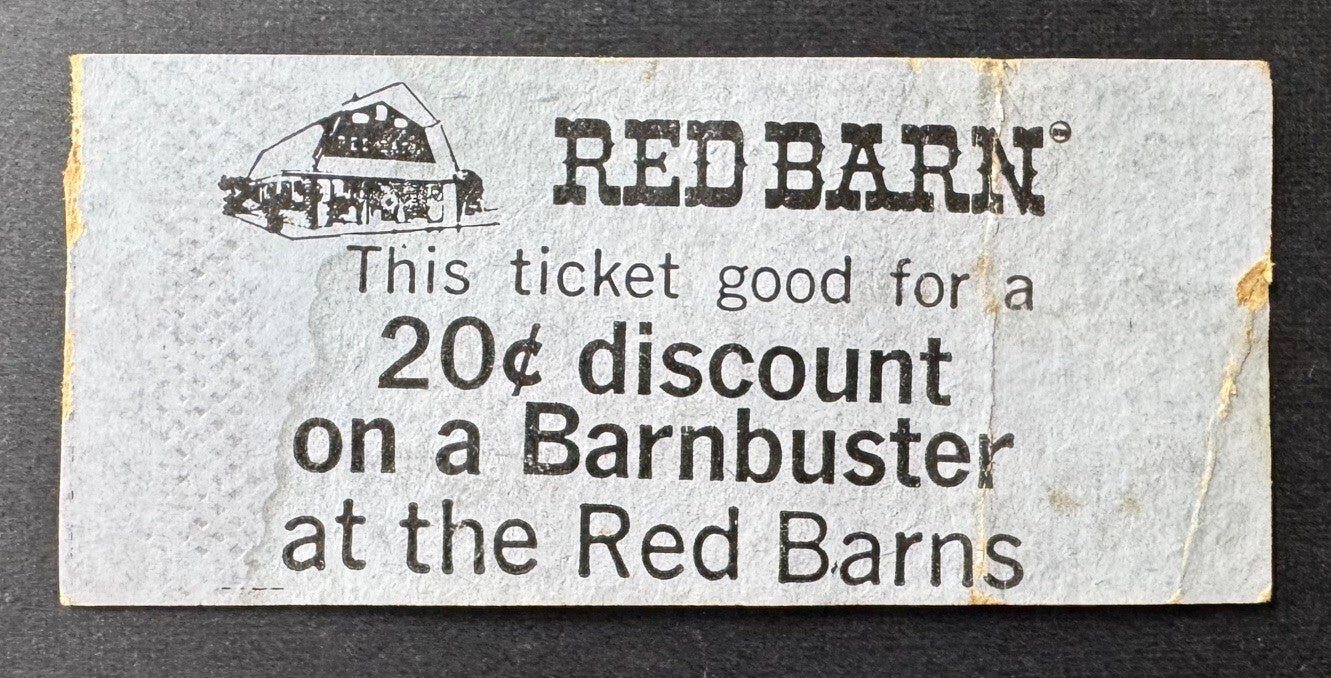 RED BARN®
This ticket good for a
20¢ discount
on a Barnbuster
at the Red Barns